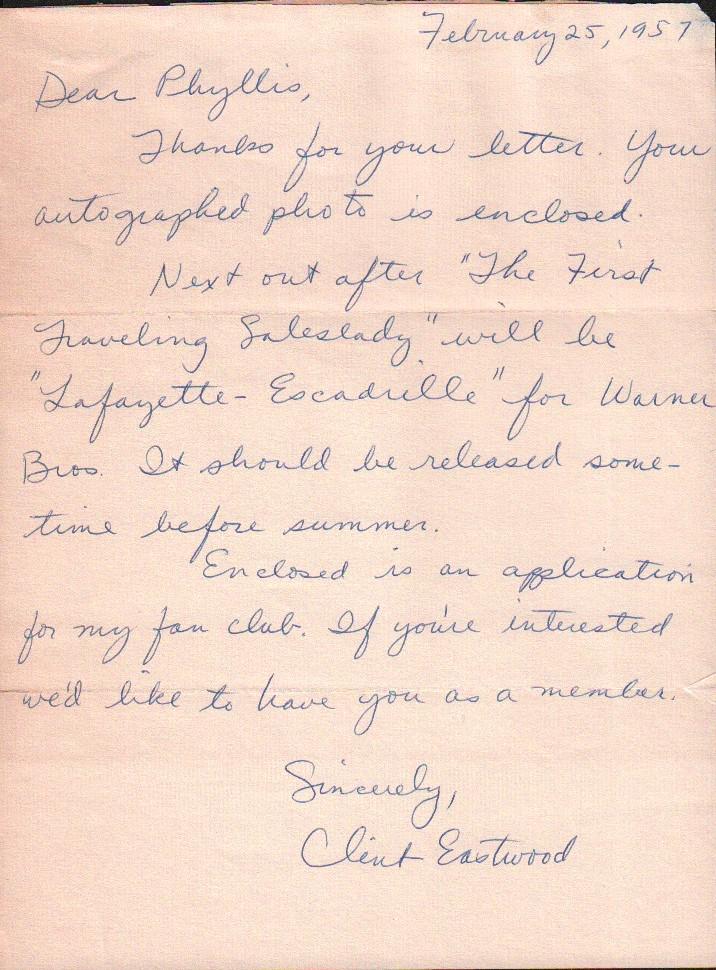 February 25, 1957
Dear Phyllis,
Thanks for your letter. Your
autographed photo is enclosed.
Next out after "The First
Traveling Saleslady" will be
"Lafayette-Escadrille" for Warner
Bros. It should be released some-
time before summer.
Enclosed is an application
for my fan club. If you're interested
we'd like to have you as a member.
Sincerely,
Clint Eastwood